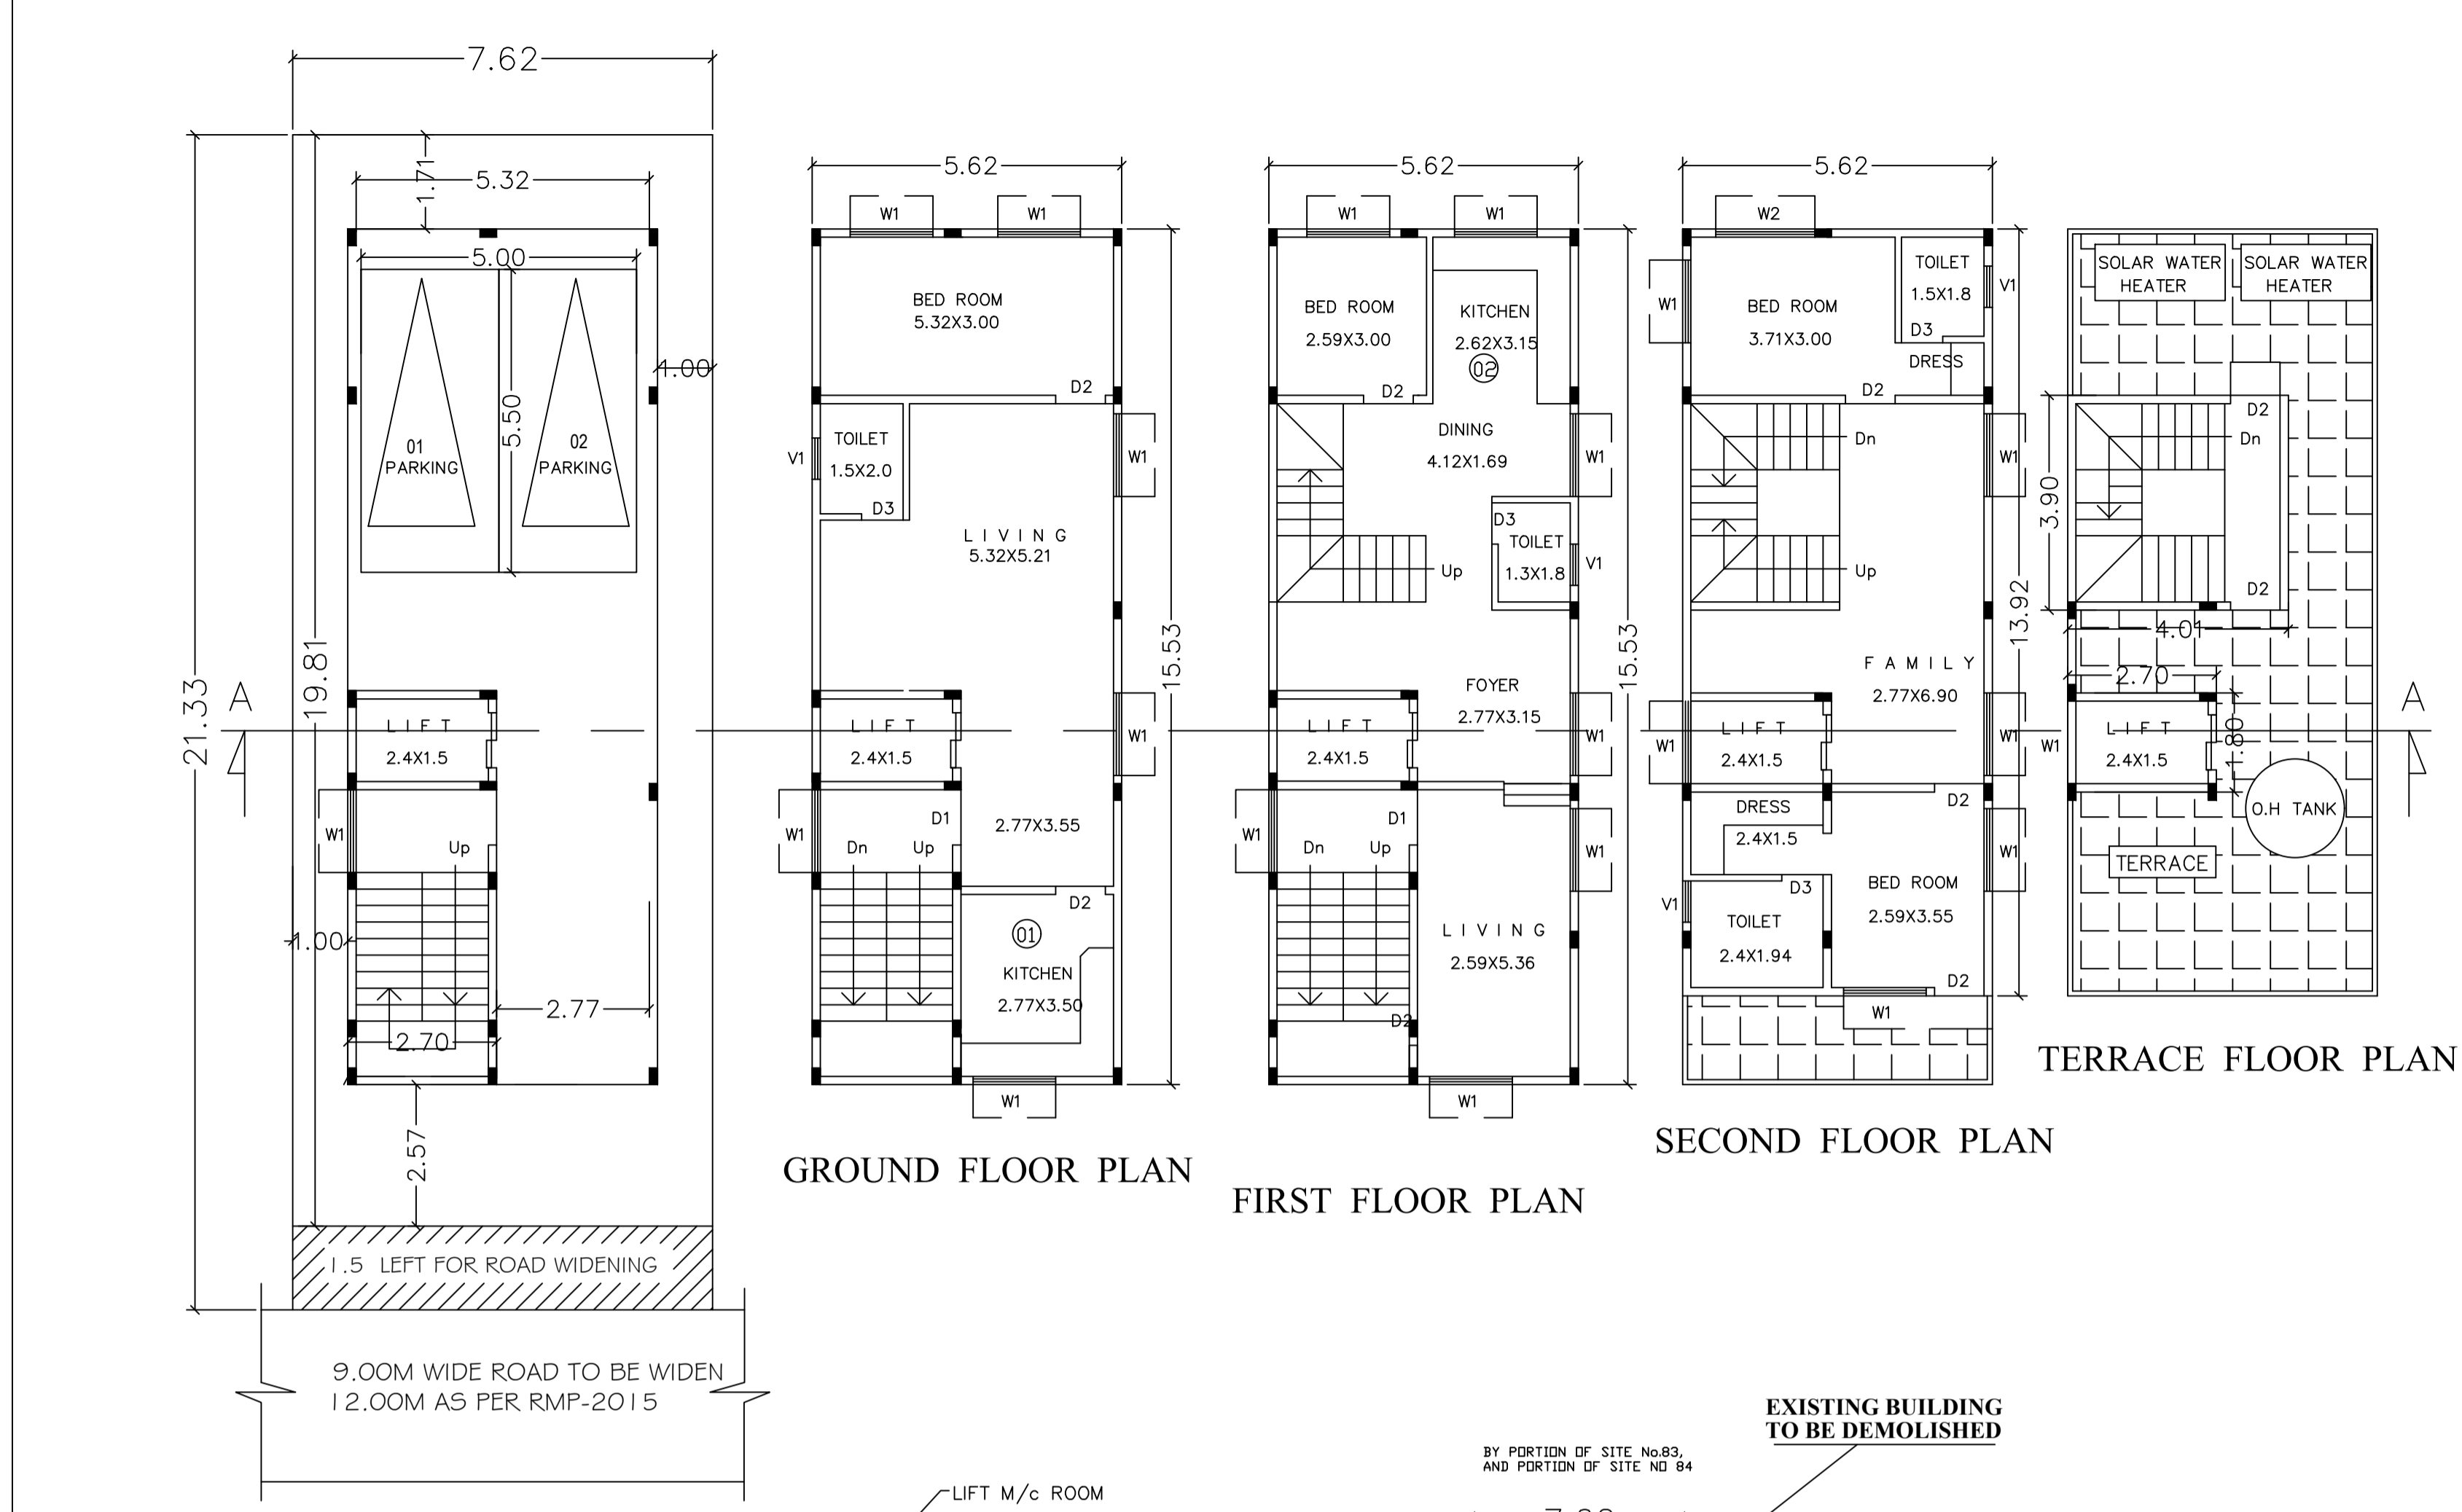 7.62
1.71
5.32
5.00
5.50
01
PARKING
02
PARKING
1.00
21.33
19.81
A
LIFT
2.4X1.5
W1
Up
1.00
2.77
2.70
2.57
1.5 LEFT FOR ROAD WIDENING
9.00M WIDE ROAD TO BE WIDEN
12.00M AS PER RMP-2015
5.62
W1
W1
BED ROOM
5.32X3.00
D2
TOILET
1.5X2.0
V1
D3
W1
LIVING
5.32X5.21
15.53
LIFT
2.4X1.5
W1
D1
2.77X3.55
W1
Dn
Up
D2
01
KITCHEN
2.77X3.50
W1
GROUND FLOOR PLAN
5.62
W1
W1
BED ROOM
2.59X3.00
KITCHEN
2.62X3.15
02
D2
DINING
4.12X1.69
W1
D3
TOILET
1.3X1.8
V1
Up
15.53
FOYER
2.77X3.15
LIFT
2.4X1.5
W1
D1
W1
Dn
Up
W1
LIVING
2.59X5.36
D2
W1
FIRST FLOOR PLAN
5.62
W2
TOILET
1.5X1.8
V1
W1
BED ROOM
3.71X3.00
D3
DRESS
D2
Dn
W1
Up
13.92
FAMILY
2.77X6.90
LIFT
2.4X1.5
W1
W1
DRESS
2.4X1.5
D2
W1
BED ROOM
2.59X3.55
D3
V1
TOILET
2.4X1.94
D2
W1
SECOND FLOOR PLAN
SOLAR WATER
HEATER
SOLAR WATER
HEATER
D2
Dn
3.90
D2
4.01
2.70
A
LIFT
2.4X1.5
W1
1.80
O.H TANK
TERRACE
TERRACE FLOOR PLAN
EXISTING BUILDING
TO BE DEMOLISHED
BY PORTION OF SITE No.83,
AND PORTION OF SITE NO 84
LIFT M/c ROOM